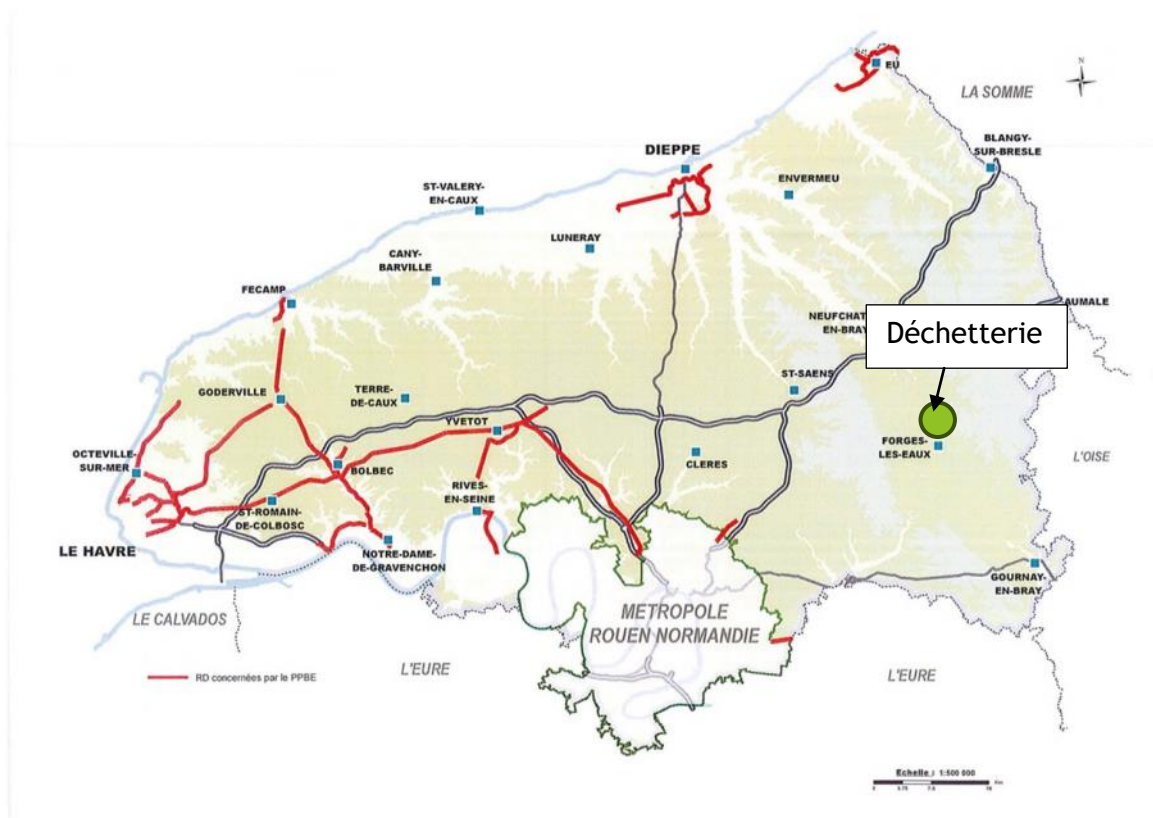 N
EU
LA SOMME
BLANGY-
SUR-BRESLE
DIEPPE
ENVERMEU
ST-VALERY-
EN-CAUX
LUNERAY
CANY-
BARVILLE
FECAMP
AUMALE
NEUFCHAT
EN-BRAY
Déchetterie
GODERVILLE
TERRE-
DE-CAUX
ST-SAENS
YVETOT
FORGES-
LES-EAUX
OCTEVILLE-
SUR-MER
BOLBEC
CLERES
L'OISE
RIVES-
EN-SEINE
ST-ROMAIN-
DE-COLBOSC
LE HAVRE
NOTRE-DAME-
DE-GRAVENCHON
GOURNAY-
EN-BRAY
METROPOLE
ROUEN NORMANDIE
LE CALVADOS
L'EURE
L'EURE
RD concernées par le PPBE
Echelle : 1:500 000